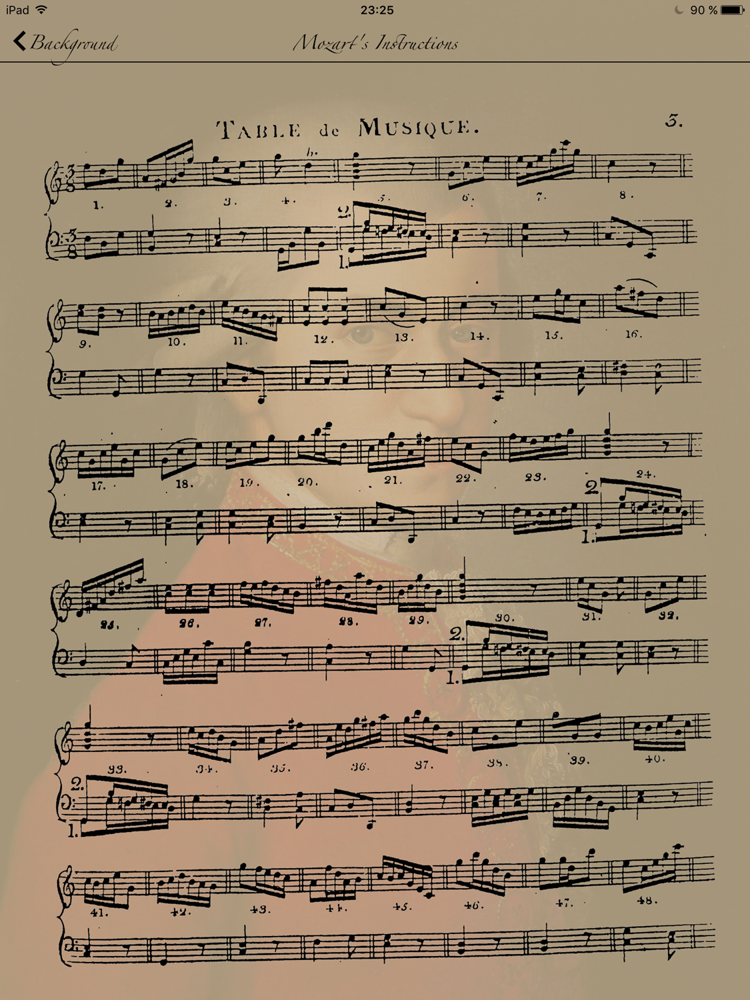 iPad 23:25 90 %
Background Mozart's Instructions
TABLE de MUSIQUE. 3.
1. 2. 3. 4. 5. 6. 7. 8.
2.
1.
9. 10. 11. 12. 13. 14. 15. 16.
17. 18. 19. 20. 21. 22. 23. 24.
2.
1.
25. 26. 27. 28. 29. 30. 31. 32.
2.
1.
33. 34. 35. 36. 37. 38. 39. 40.
2.
1.
41. 42. 43. 44. 45. 46. 47. 48.